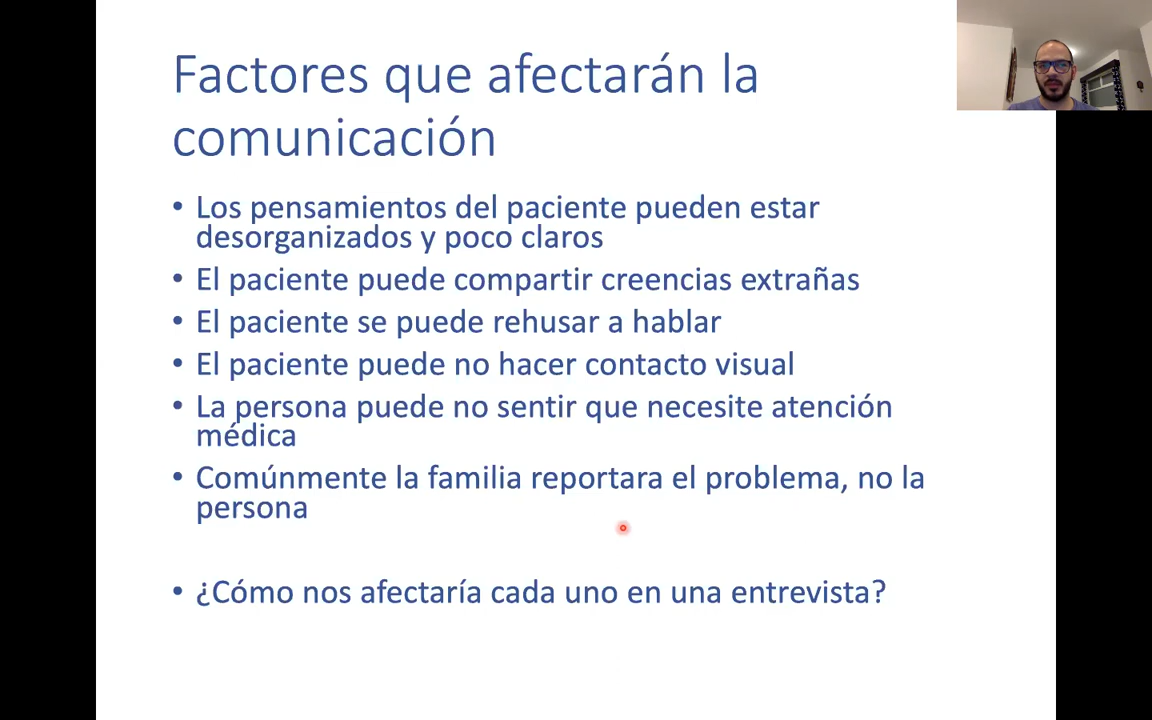 Factores que afectarán la
comunicación
• Los pensamientos del paciente pueden estar
desorganizados y poco claros
• El paciente puede compartir creencias extrañas
• El paciente se puede rehusar a hablar
• El paciente puede no hacer contacto visual
• La persona puede no sentir que necesite atención
médica
• Comúnmente la familia reportara el problema, no la
persona
• ¿Cómo nos afectaría cada uno en una entrevista?